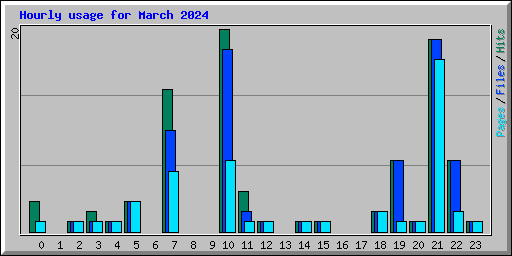 Hourly usage for March 2024
20
Pages/Files/Hits
0 1 2 3 4 5 6 7 8 9 10 11 12 13 14 15 16 17 18 19 20 21 22 23